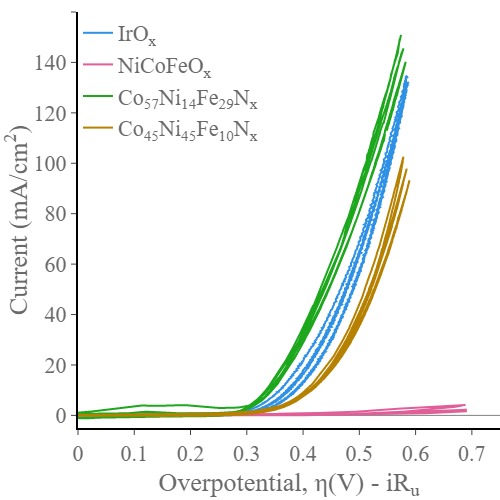 IrOₓ
NiCoFeOₓ
Co₅₇Ni₁₄Fe₂₉Nₓ
Co₄₅Ni₄₅Fe₁₀Nₓ
Current (mA/cm²)
140
120
100
80
60
40
20
0
0 0.1 0.2 0.3 0.4 0.5 0.6 0.7
Overpotential, η(V) - iRᵤ